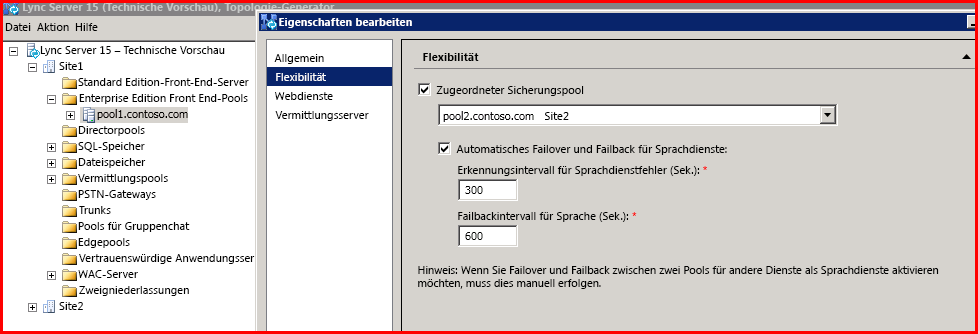 Lync Server 15 (Technische Vorschau), Topologie-Generator
Datei Aktion Hilfe
Lync Server 15 – Technische Vorschau
Site1
Standard Edition-Front-End-Server
Enterprise Edition Front End-Pools
pool1.contoso.com
Directorpools
SQL-Speicher
Dateispeicher
Vermittlungspools
PSTN-Gateways
Trunks
Pools für Gruppenchat
Edgepools
Vertrauenswürdige Anwendungsser
WAC-Server
Zweigniederlassungen
Site2
Eigenschaften bearbeiten
Allgemein
Flexibilität
Webdienste
Vermittlungsserver
Flexibilität
Zugeordneter Sicherungspool
pool2.contoso.com Site2
Automatisches Failover und Failback für Sprachdienste:
Erkennungsintervall für Sprachdienstfehler (Sek.): *
300
Failbackintervall für Sprache (Sek.): *
600
Hinweis: Wenn Sie Failover und Failback zwischen zwei Pools für andere Dienste als Sprachdienste aktivieren
möchten, muss dies manuell erfolgen.